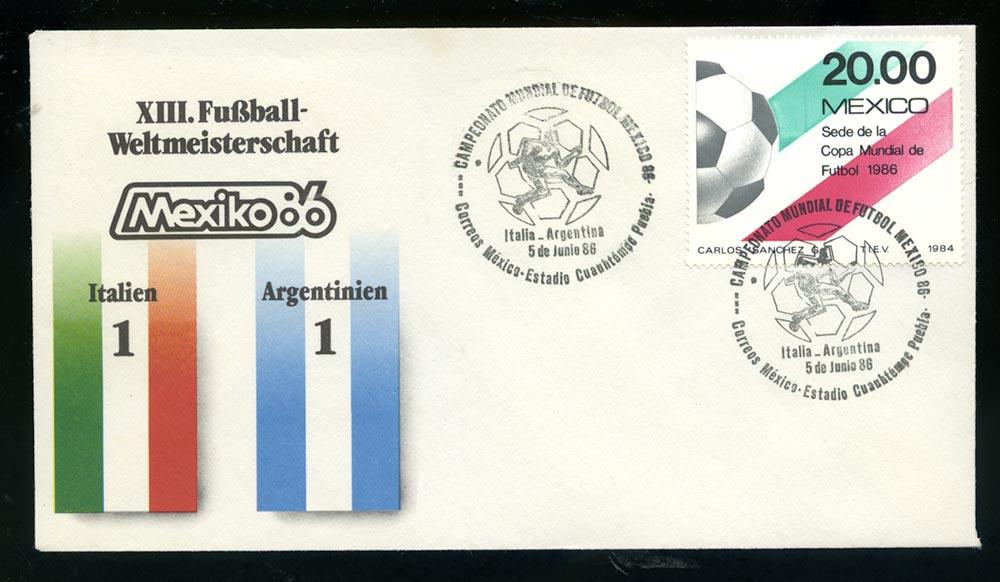 XIII. Fußball-
Weltmeisterschaft
Mexiko86
Italien
1
Argentinien
1
CAMPEONATO MUNDIAL DE FUTBOL MEXICO 86-
Italia - Argentina
5 de Junio 86
Correos México - Estadio Cuauhtémoc Puebla-
20.00
MEXICO
Sede de la
Copa Mundial de
Futbol 1986
CARLOS SANCHEZ G. T.I.E.V. 1984
CAMPEONATO MUNDIAL DE FUTBOL MEXICO 86-
Italia - Argentina
5 de Junio 86
Correos México - Estadio Cuauhtémoc Puebla-